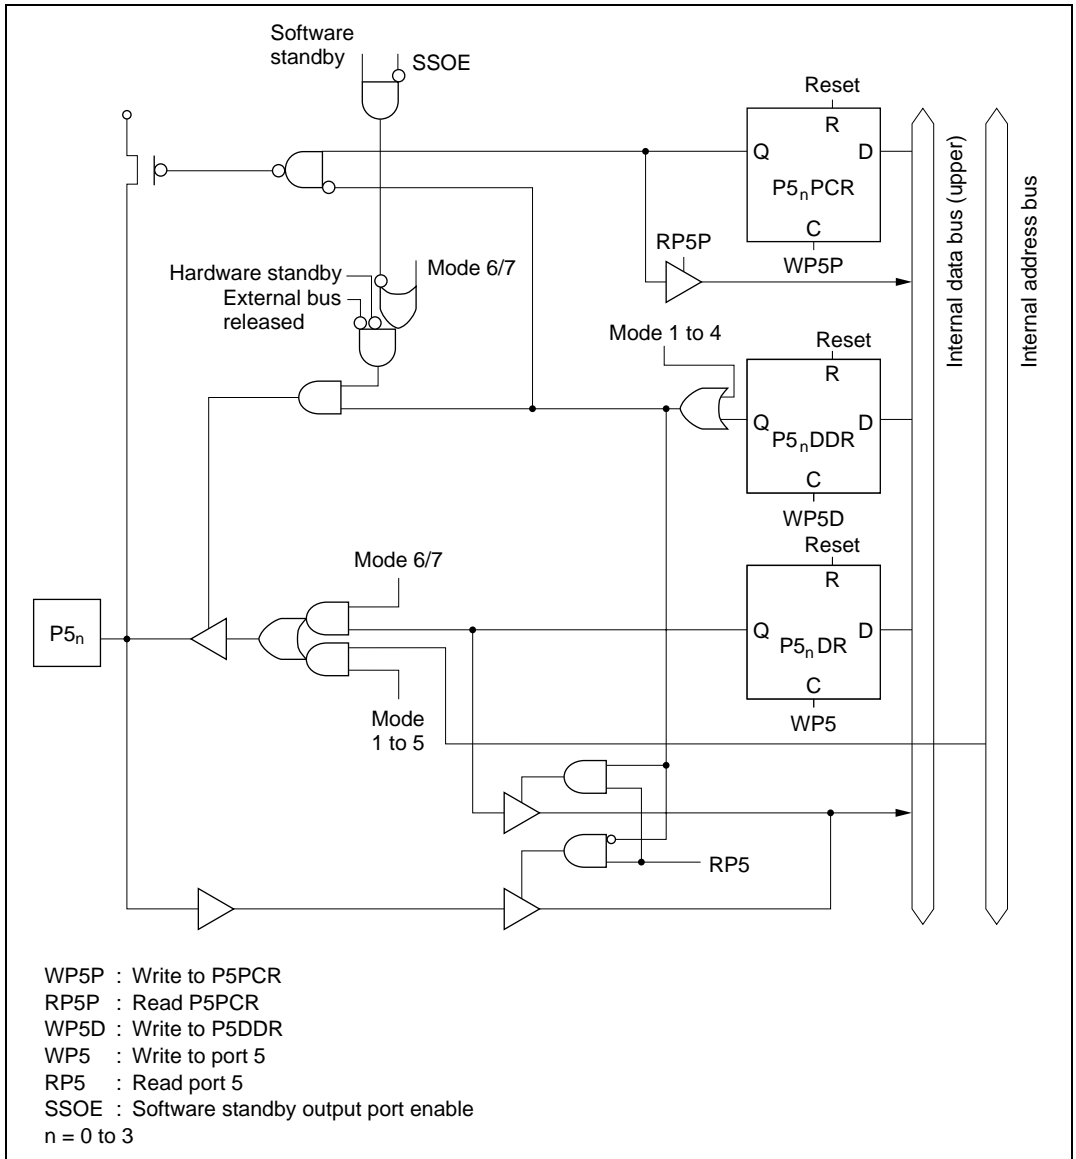 Software
standby
SSOE
Reset
R
Q
D
P5nPCR
C
WP5P
RP5P
Internal data bus (upper)
Internal address bus
Hardware standby
Mode 6/7
External bus
released
Mode 1 to 4
Reset
R
Q
D
P5nDDR
C
WP5D
Mode 6/7
Reset
R
P5n
Q
D
P5nDR
C
WP5
Mode
1 to 5
RP5
WP5P : Write to P5PCR
RP5P : Read P5PCR
WP5D : Write to P5DDR
WP5 : Write to port 5
RP5 : Read port 5
SSOE : Software standby output port enable
n = 0 to 3